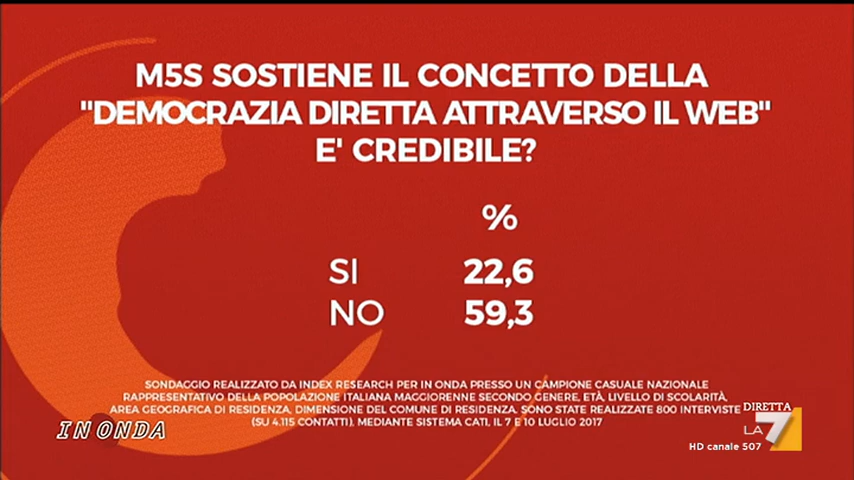 M5S SOSTIENE IL CONCETTO DELLA
"DEMOCRAZIA DIRETTA ATTRAVERSO IL WEB"
E' CREDIBILE?
%
SI 22,6
NO 59,3
SONDAGGIO REALIZZATO DA INDEX RESEARCH PER IN ONDA PRESSO UN CAMPIONE CASUALE NAZIONALE
RAPPRESENTATIVO DELLA POPOLAZIONE ITALIANA MAGGIORENNE SECONDO GENERE, ETÀ, LIVELLO DI SCOLARITÀ,
AREA GEOGRAFICA DI RESIDENZA, DIMENSIONE DEL COMUNE DI RESIDENZA. SONO STATE REALIZZATE 800 INTERVISTE
(SU 4.115 CONTATTI), MEDIANTE SISTEMA CATI, IL 7 E 10 LUGLIO 2017
IN ONDA
DIRETTA
LA7
HD canale 507